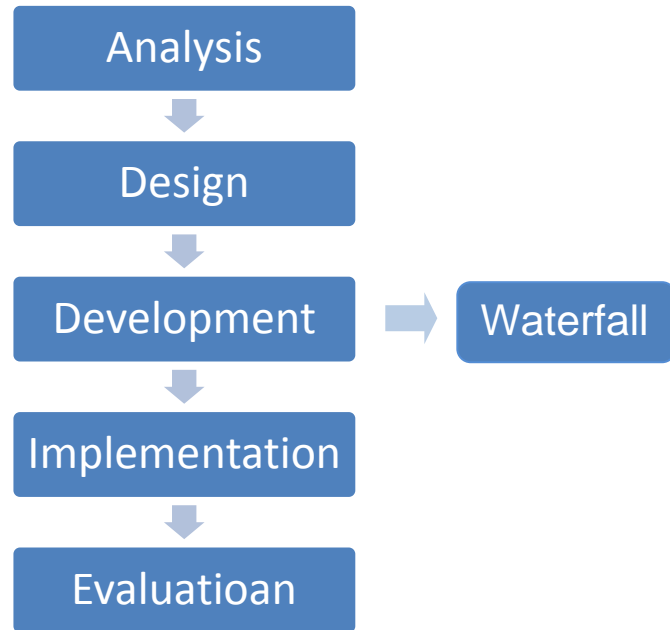 Analysis
Design
Development
Waterfall
Implementation
Evaluatioan